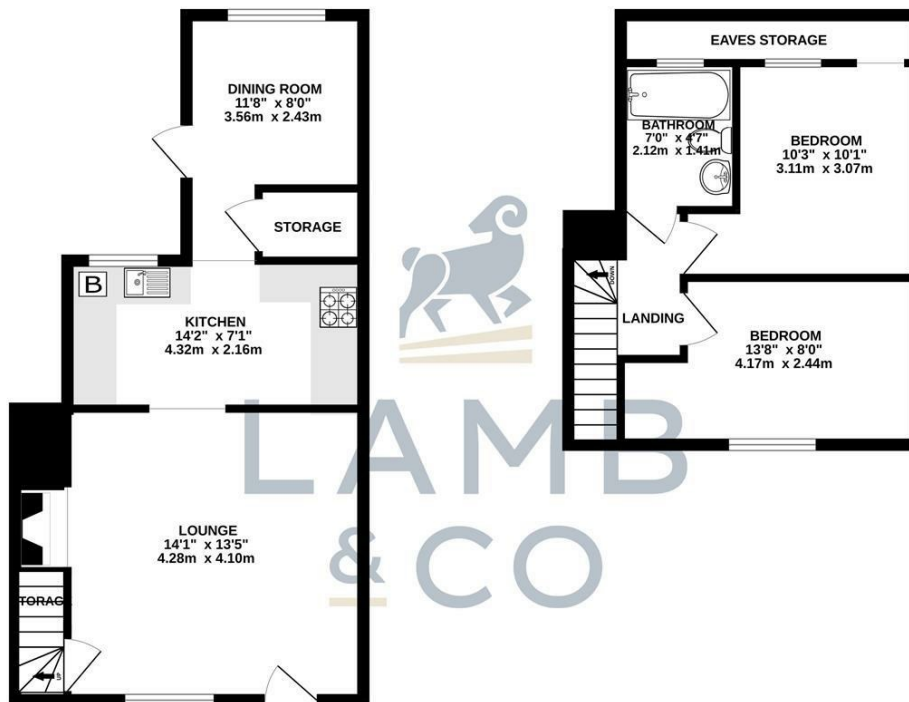 DINING ROOM
11'8" x 8'0"
3.56m x 2.43m
STORAGE
B
KITCHEN
14'2" x 7'1"
4.32m x 2.16m
LOUNGE
14'1" x 13'5"
4.28m x 4.10m
TORAG
UP
EAVES STORAGE
BATHROOM
7'0" x 4'7"
2.12m x 1.41m
BEDROOM
10'3" x 10'1"
3.11m x 3.07m
DOWN
LANDING
BEDROOM
13'8" x 8'0"
4.17m x 2.44m
LAMB
& CO